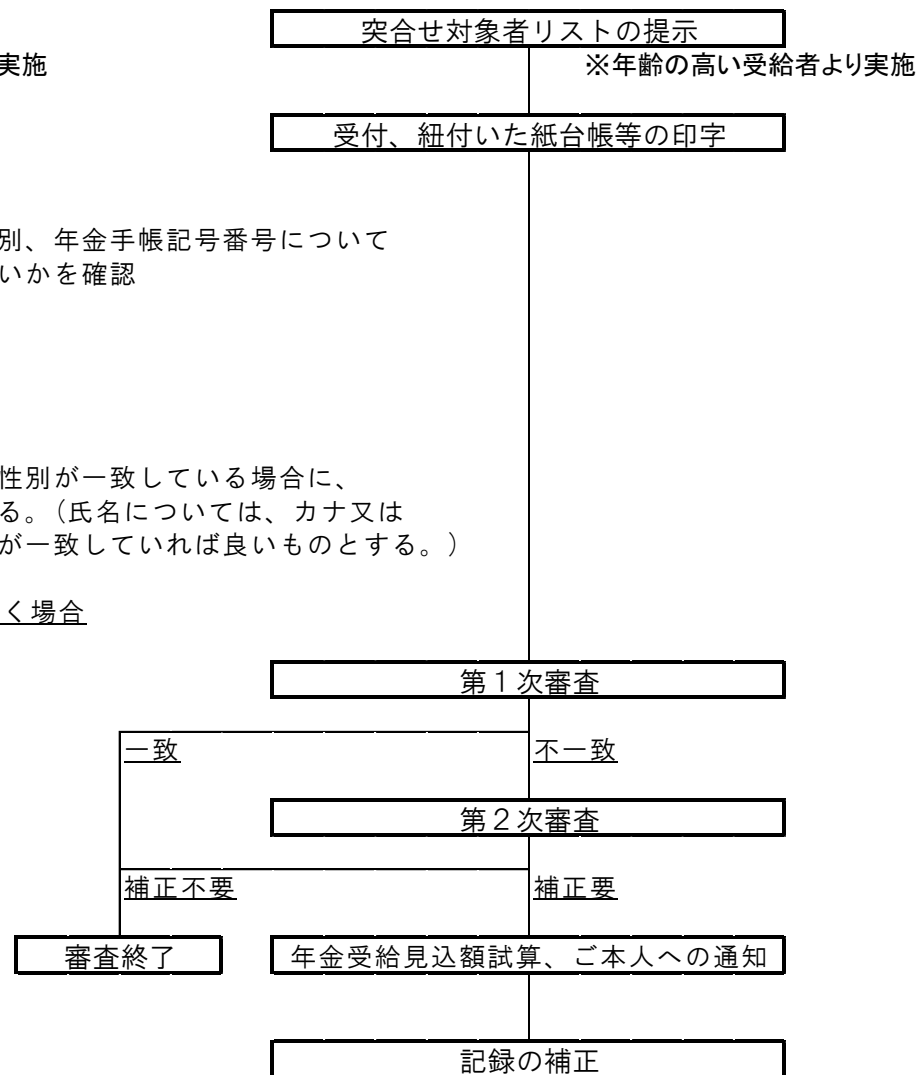 突合せ対象者リストの提示
実施
※年齢の高い受給者より実施
受付、紐付いた紙台帳等の印字
別、年金手帳記号番号について
いかを確認
性別が一致している場合に、
る。（氏名については、カナ又は
が一致していれば良いものとする。）
く場合
第１次審査
一致
不一致
第２次審査
補正不要
補正要
審査終了
年金受給見込額試算、ご本人への通知
記録の補正